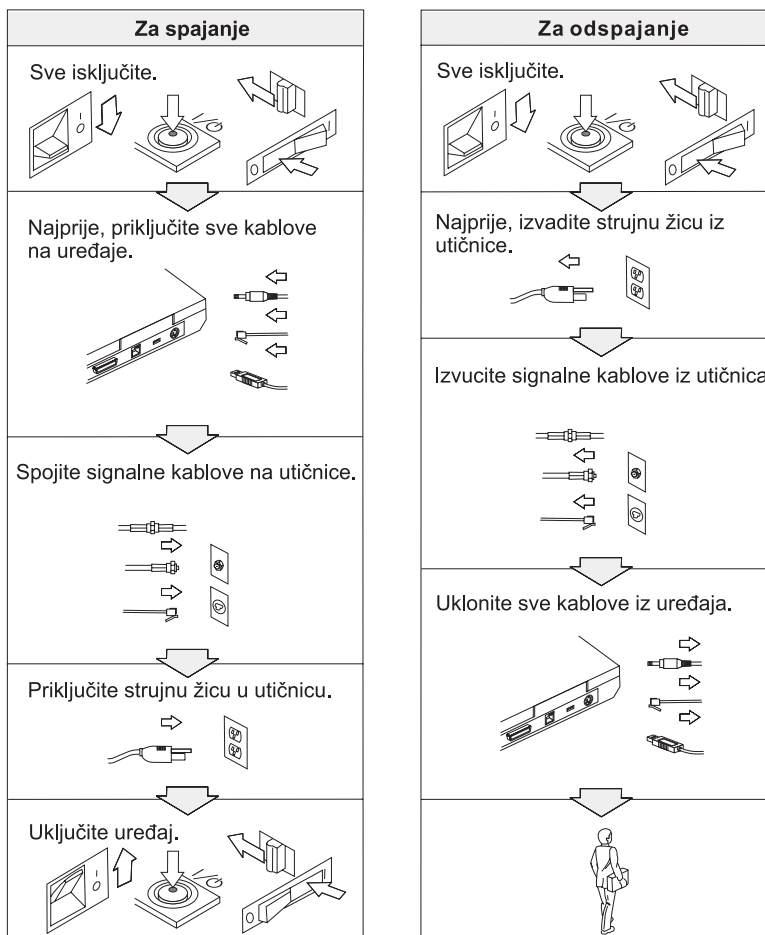 Za spajanje
Sve isključite.
Najprije, priključite sve kablove
na uređaje.
Spojite signalne kablove na utičnice.
Priključite strujnu žicu u utičnicu.
Uključite uređaj.
Za odspajanje
Sve isključite.
Najprije, izvadite strujnu žicu iz
utičnice.
Izvucite signalne kablove iz utičnica
Uklonite sve kablove iz uređaja.